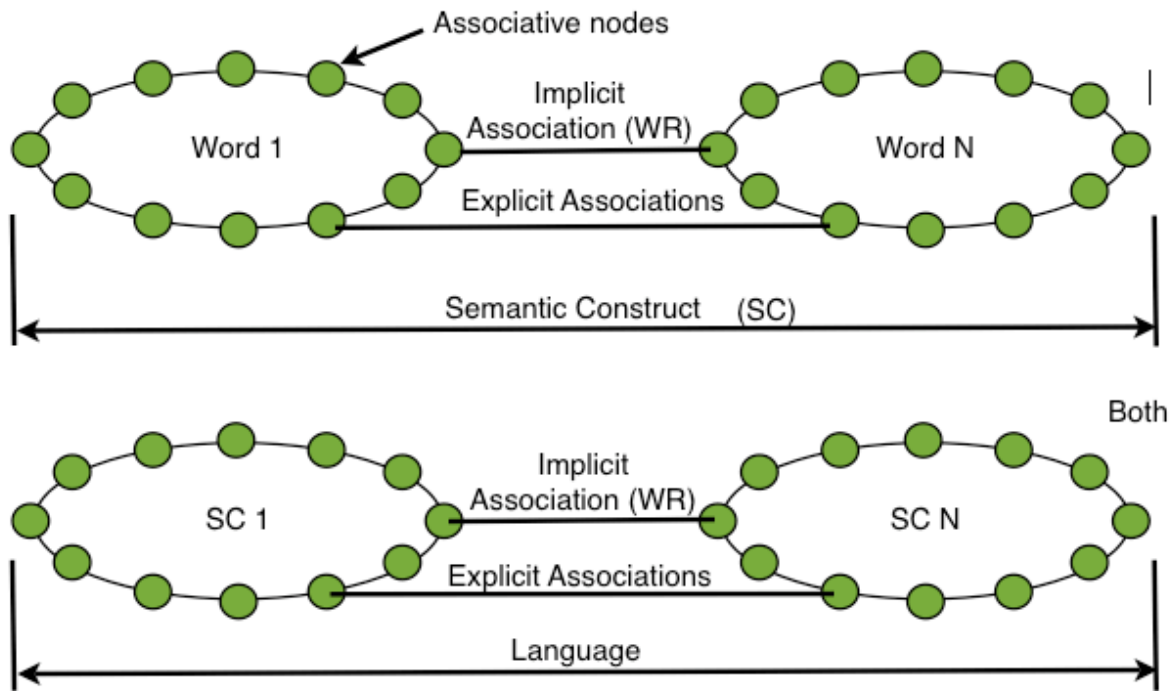 Associative nodes
Implicit
Association (WR)
Word 1
Word N
Explicit Associations
Semantic Construct (SC)
Both
Implicit
Association (WR)
SC 1
SC N
Explicit Associations
Language